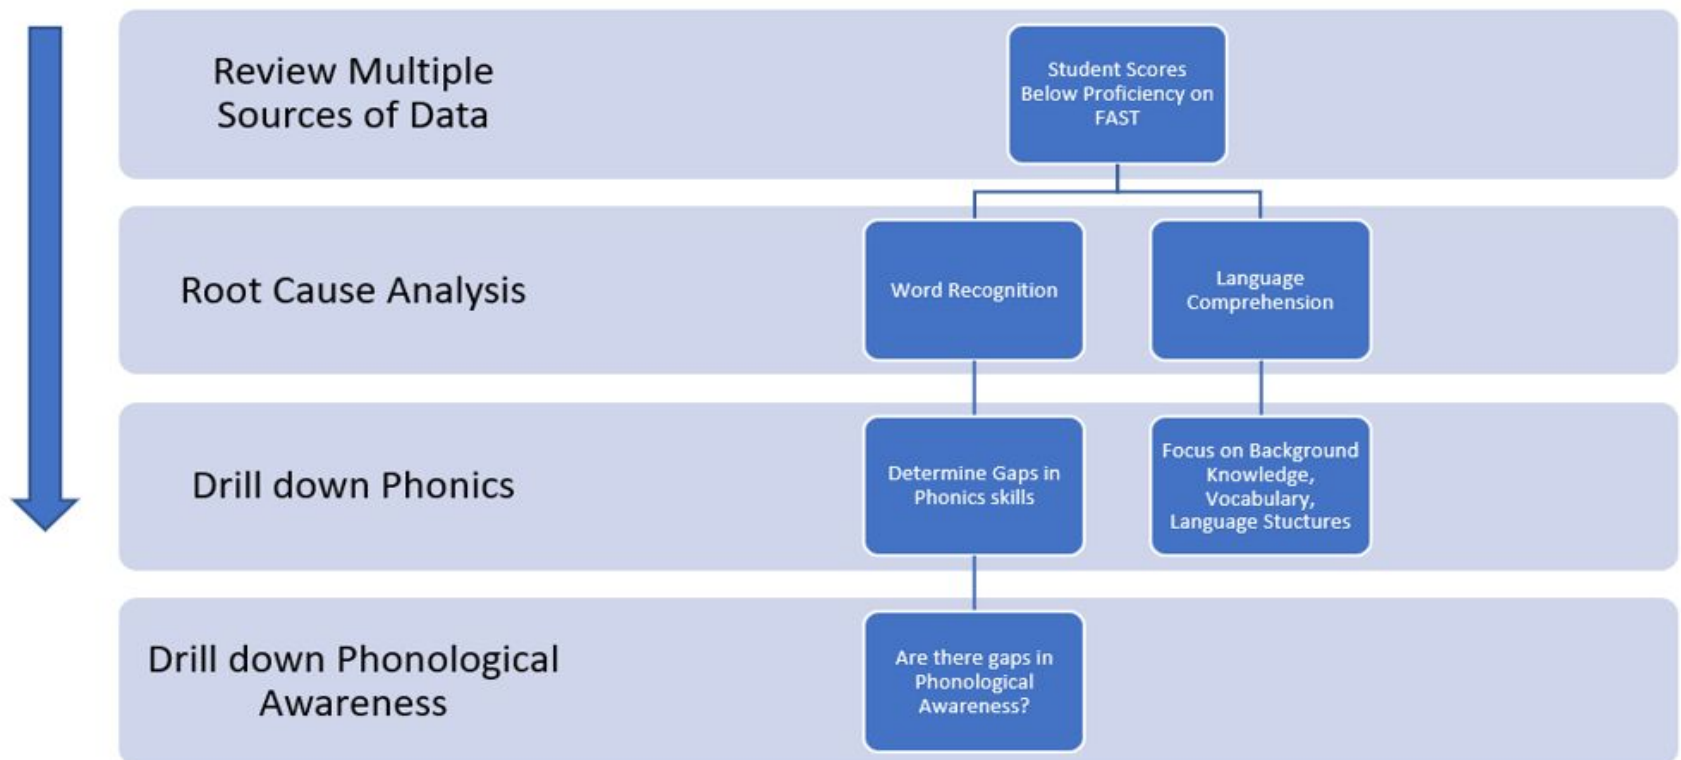 Review Multiple
Sources of Data
Student Scores
Below Proficiency on
FAST
Root Cause Analysis
Word Recognition
Language
Comprehension
Drill down Phonics
Determine Gaps in
Phonics skills
Focus on Background
Knowledge,
Vocabulary,
Language Stuctures
Drill down Phonological
Awareness
Are there gaps in
Phonological
Awareness?